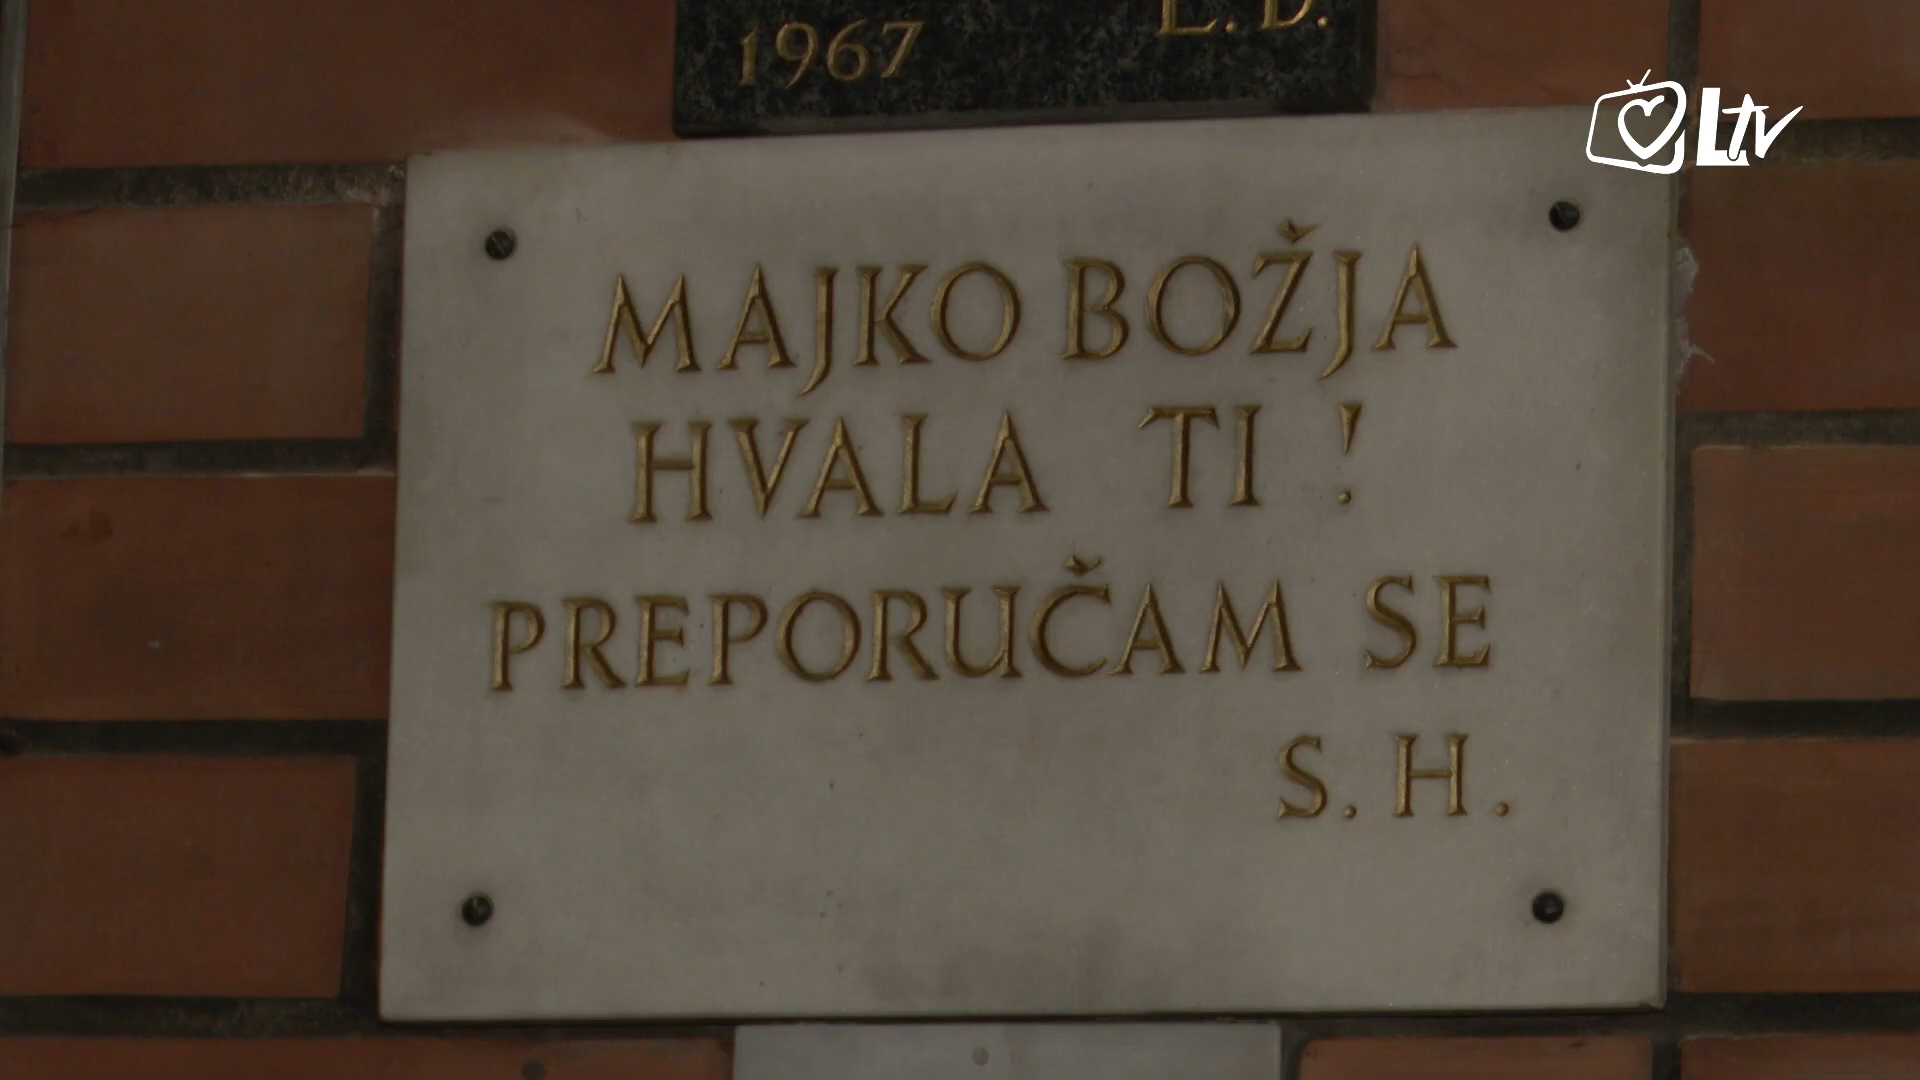 1967 L. D.
LTV
MAJKO BOŽJA
HVALA TI !
PREPORUČAM SE
S. H.